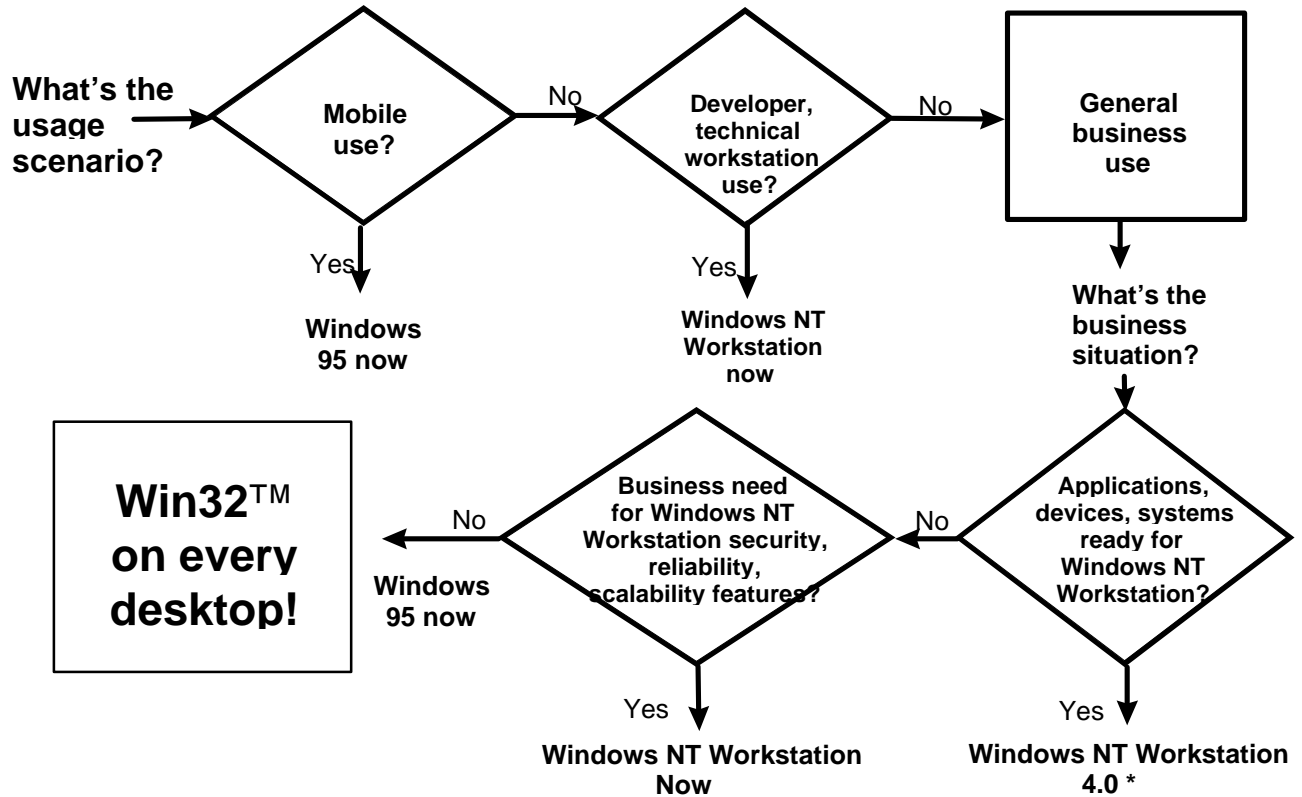 What’s the
usage
scenario?
Mobile
use?
No
Developer,
technical
workstation
use?
No
General
business
use
Yes
Windows
95 now
Yes
Windows NT
Workstation
now
What’s the
business
situation?
Applications,
devices, systems
ready for
Windows NT
Workstation?
No
Business need
for Windows NT
Workstation security,
reliability,
scalability features?
No
Windows
95 now
Win32™
on every
desktop!
Yes
Windows NT Workstation
Now
Yes
Windows NT Workstation
4.0 *